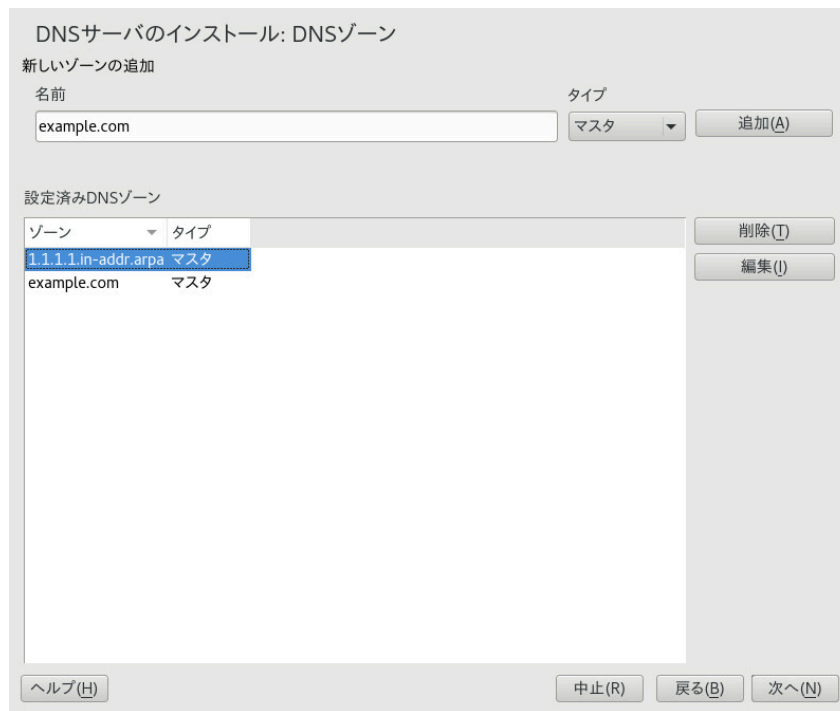 DNSサーバのインストール: DNSゾーン
新しいゾーンの追加
名前 タイプ
example.com マスタ 追加(A)
設定済みDNSゾーン
ゾーン タイプ 削除(T)
1.1.1.1.in-addr.arpa マスタ 編集(I)
example.com マスタ
ヘルプ(H) 中止(R) 戻る(B) 次へ(N)